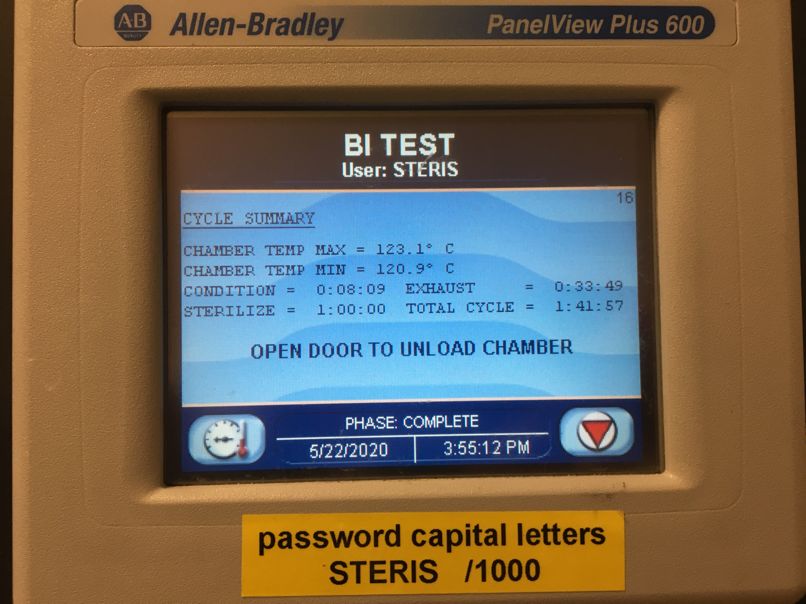 AB Allen-Bradley PanelView Plus 600
BI TEST
User: STERIS
16
CYCLE SUMMARY
CHAMBER TEMP MAX = 123.1° C
CHAMBER TEMP MIN = 120.9° C
CONDITION = 0:08:09 EXHAUST = 0:33:49
STERILIZE = 1:00:00 TOTAL CYCLE = 1:41:57
OPEN DOOR TO UNLOAD CHAMBER
PHASE: COMPLETE
5/22/2020 3:55:12 PM
password capital letters
STERIS /1000